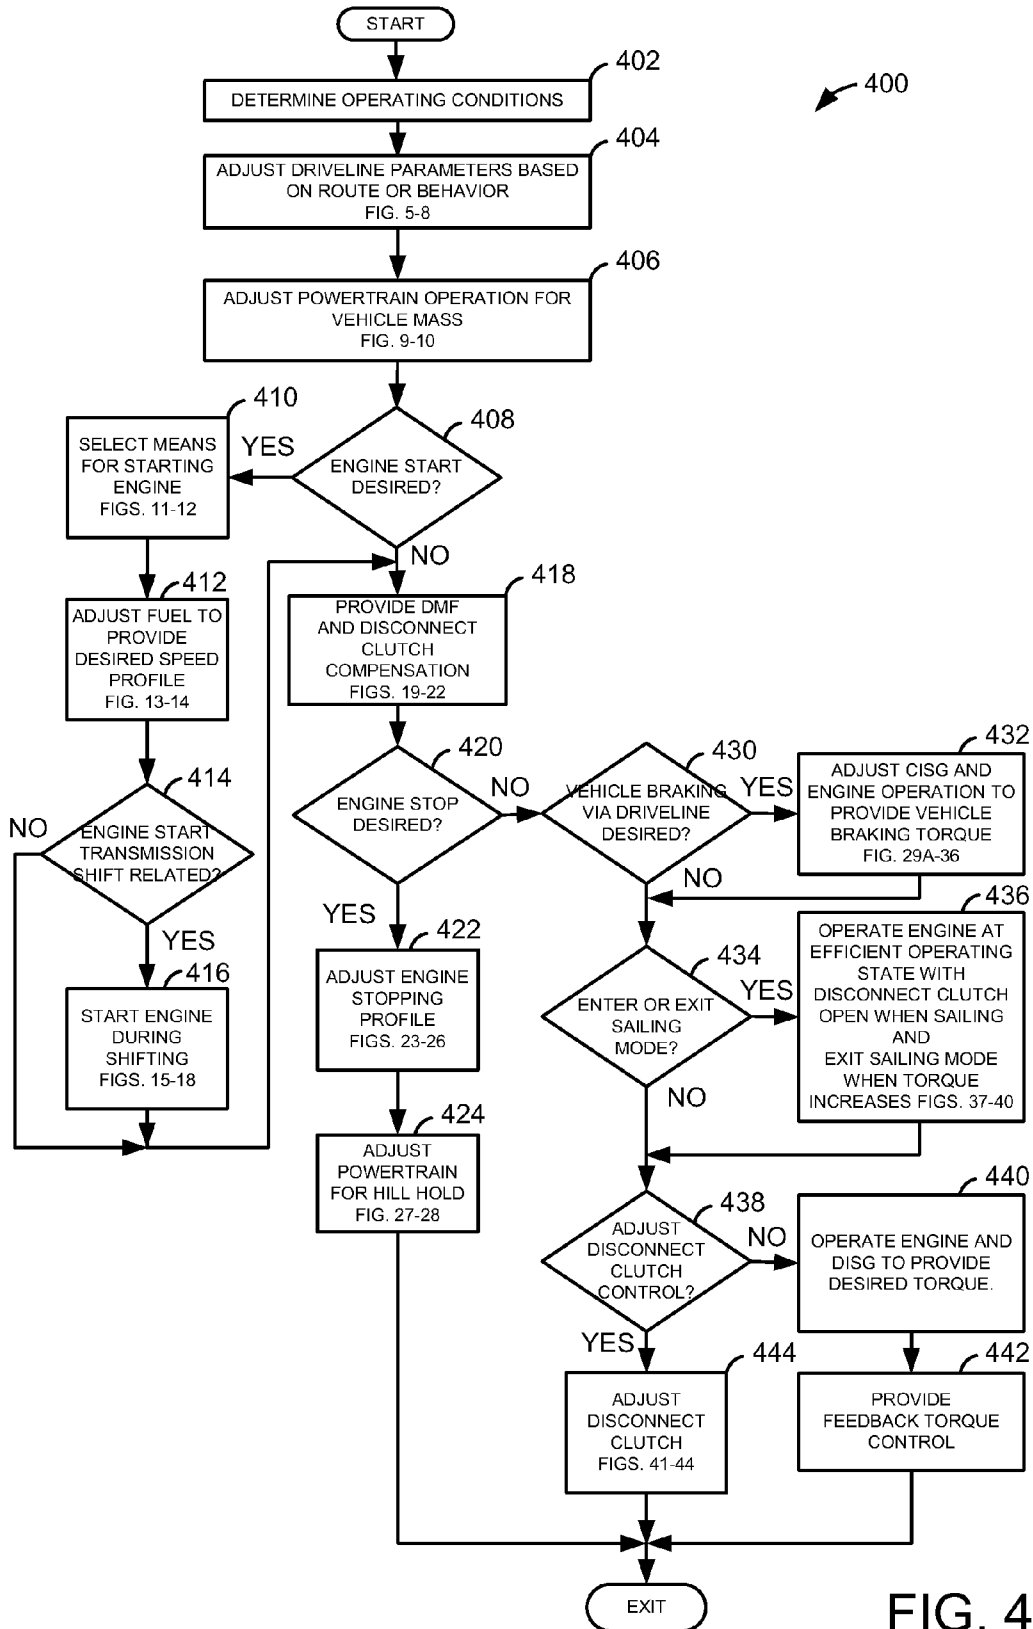 START
402
DETERMINE OPERATING CONDITIONS
400
404
ADJUST DRIVELINE PARAMETERS BASED
ON ROUTE OR BEHAVIOR
FIG. 5-8
406
ADJUST POWERTRAIN OPERATION FOR
VEHICLE MASS
FIG. 9-10
408
ENGINE START
DESIRED?
YES
NO
410
SELECT MEANS
FOR STARTING
ENGINE
FIGS. 11-12
412
ADJUST FUEL TO
PROVIDE
DESIRED SPEED
PROFILE
FIG. 13-14
414
ENGINE START
TRANSMISSION
SHIFT RELATED?
NO
YES
416
START ENGINE
DURING
SHIFTING
FIGS. 15-18
418
PROVIDE DMF
AND DISCONNECT
CLUTCH
COMPENSATION
FIGS. 19-22
420
ENGINE STOP
DESIRED?
NO
YES
422
ADJUST ENGINE
STOPPING
PROFILE
FIGS. 23-26
424
ADJUST
POWERTRAIN
FOR HILL HOLD
FIG. 27-28
430
VEHICLE BRAKING
VIA DRIVELINE
DESIRED?
YES
NO
432
ADJUST CISG AND
ENGINE OPERATION TO
PROVIDE VEHICLE
BRAKING TORQUE
FIG. 29A-36
434
ENTER OR EXIT
SAILING
MODE?
YES
NO
436
OPERATE ENGINE AT
EFFICIENT OPERATING
STATE WITH
DISCONNECT CLUTCH
OPEN WHEN SAILING
AND
EXIT SAILING MODE
WHEN TORQUE
INCREASES FIGS. 37-40
438
ADJUST
DISCONNECT
CLUTCH
CONTROL?
NO
YES
440
OPERATE ENGINE AND
DISG TO PROVIDE
DESIRED TORQUE.
442
PROVIDE
FEEDBACK TORQUE
CONTROL
444
ADJUST
DISCONNECT
CLUTCH
FIGS. 41-44
EXIT
FIG. 4